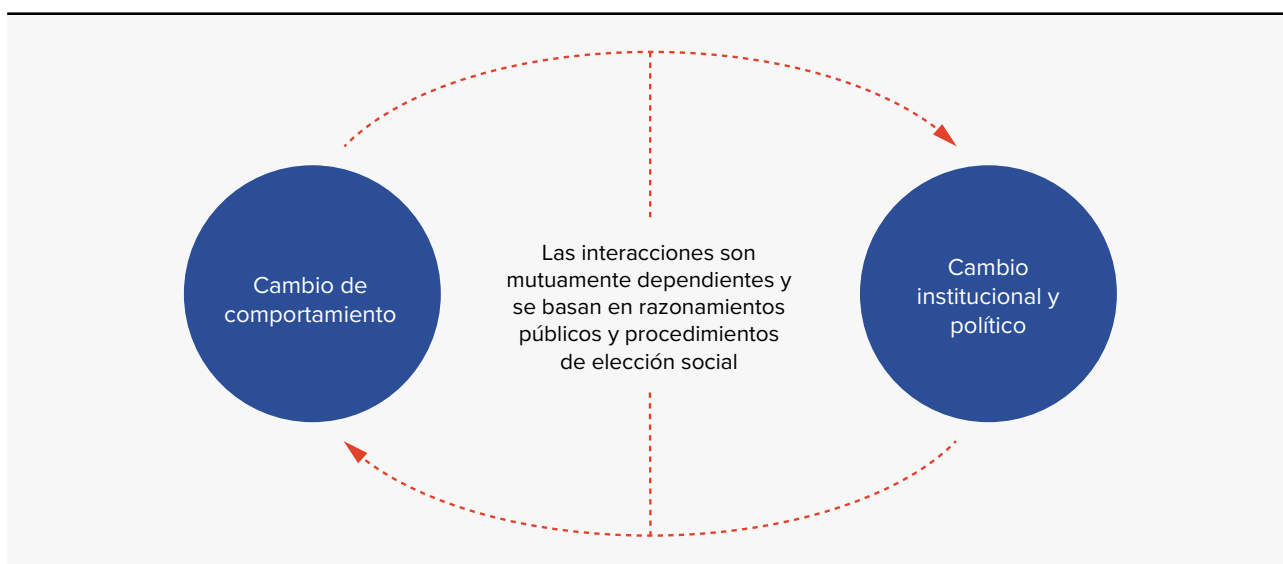 Cambio de
comportamiento
Las interacciones son
mutuamente dependientes y
se basan en razonamientos
públicos y procedimientos
de elección social
Cambio
institucional y
político